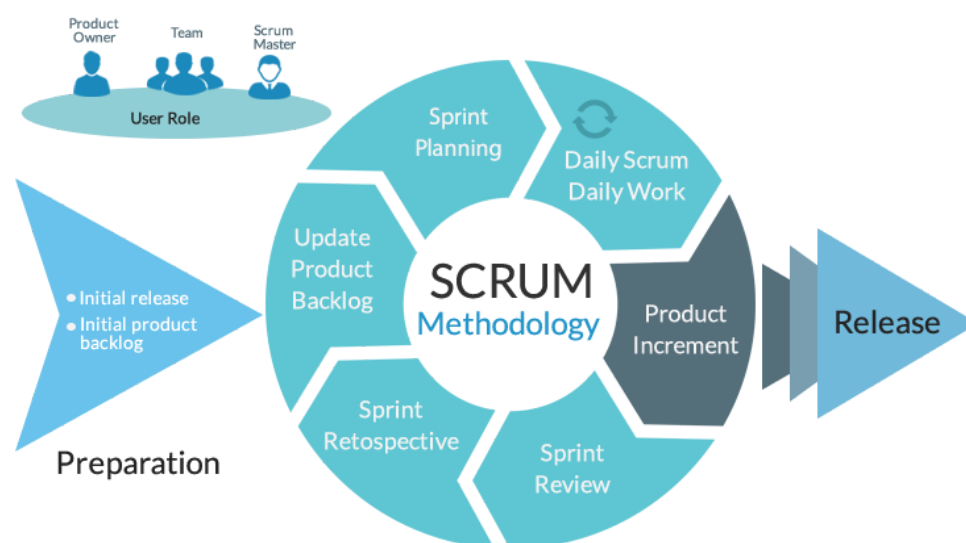 Product
Owner
Team
Scrum
Master
User Role
Sprint
Planning
Daily Scrum
Daily Work
Update
Product
Backlog
SCRUM
Methodology
Product
Increment
Release
Initial release
Initial product
backlog
Sprint
Retospective
Sprint
Review
Preparation